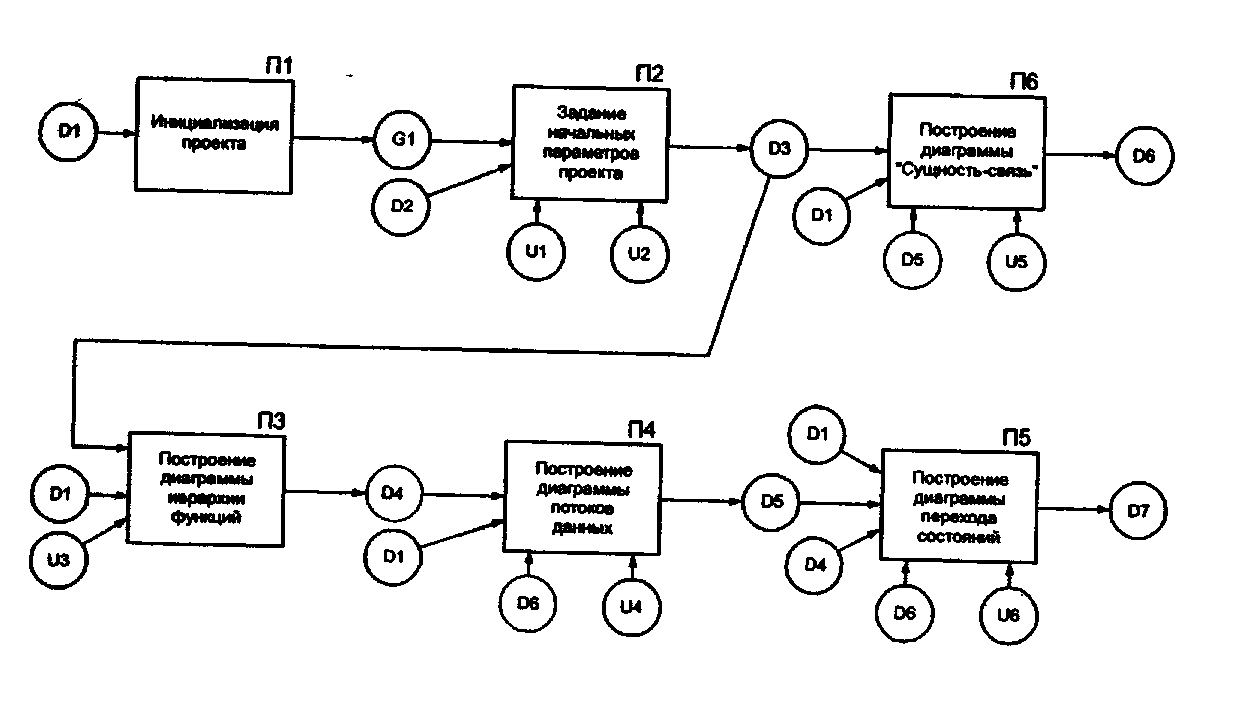 П1
Инициализация
проекта
D1
G1
D2
П2
Задание
начальных
параметров
проекта
U1
U2
D3
П6
Построение
диаграммы
"Сущность-связь"
D1
D5
U5
D6
П3
Построение
диаграммы
иерархии
функций
D1
U3
D4
D1
П4
Построение
диаграммы
потоков
данных
D6
U4
D5
D1
D4
П5
Построение
диаграммы
перехода
состояний
D6
U6
D7